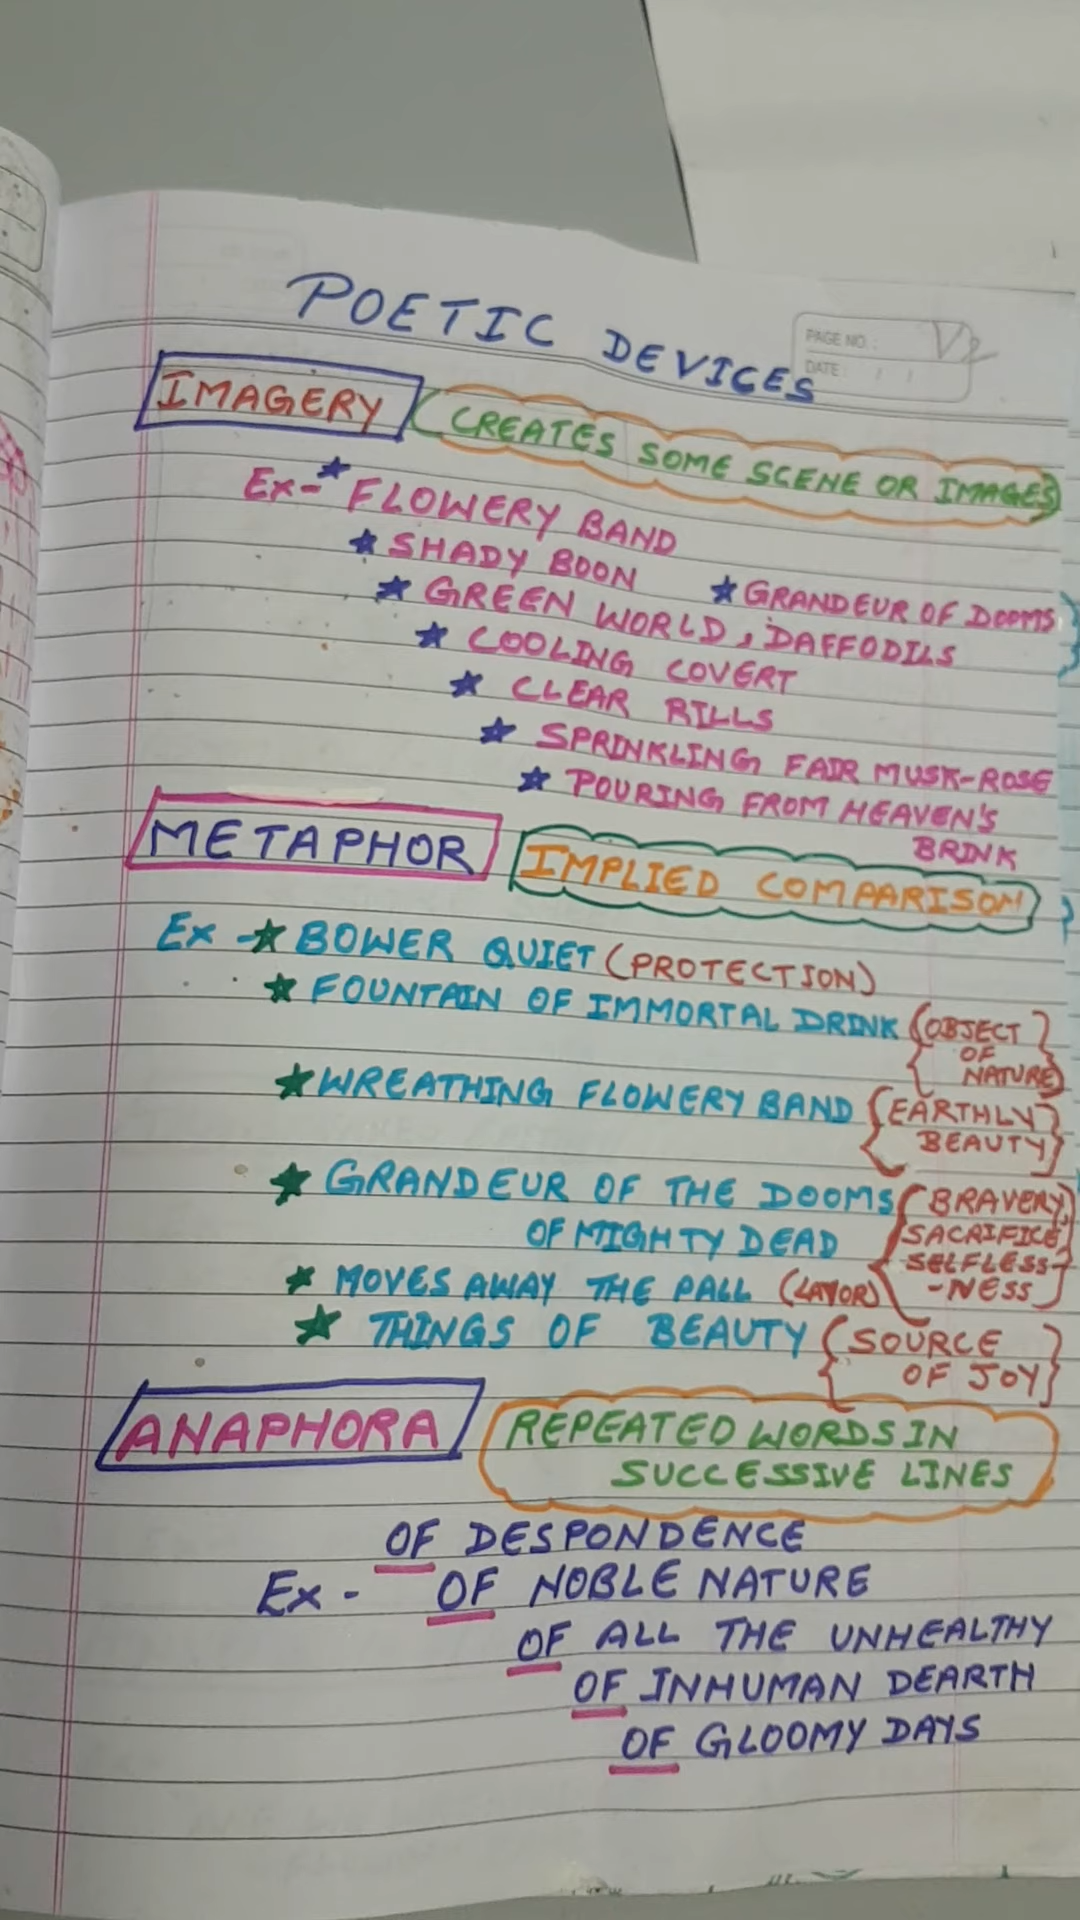 POETIC DEVICES
PAGE NO.:
DATE: / /
IMAGERY (CREATES SOME SCENE OR IMAGES)
Ex- ★ FLOWERY BAND
★ SHADY BOON
★ GRANDEUR OF DOOMS
★ GREEN WORLD, DAFFODILS
★ COOLING COVERT
★ CLEAR RILLS
★ SPRINKLING FAIR MUSK-ROSE
★ POURING FROM HEAVEN'S
BRINK
METAPHOR IMPLIED COMPARISON
Ex - ★ BOWER QUIET (PROTECTION)
★ FOUNTAIN OF IMMORTAL DRINK (OBJECT
OF
NATURE)
★ WREATHING FLOWERY BAND {EARTHLY
BEAUTY}
★ GRANDEUR OF THE DOOMS
OF MIGHTY DEAD
{BRAVERY,
SACRIFICE,
SELFLESS-
-NESS}
★ MOVES AWAY THE PALL (LAYOR)
★ THINGS OF BEAUTY {SOURCE
OF JOY}
ANAPHORA REPEATED WORDS IN
SUCCESSIVE LINES
OF DESPONDENCE
Ex - OF NOBLE NATURE
OF ALL THE UNHEALTHY
OF INHUMAN DEARTH
OF GLOOMY DAYS